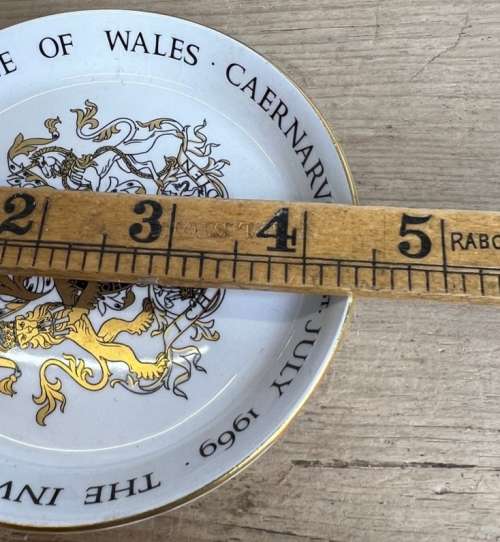 E OF WALES · CAERNARV
. JULY 1969 .
THE INV
2 3 4 5 RABO